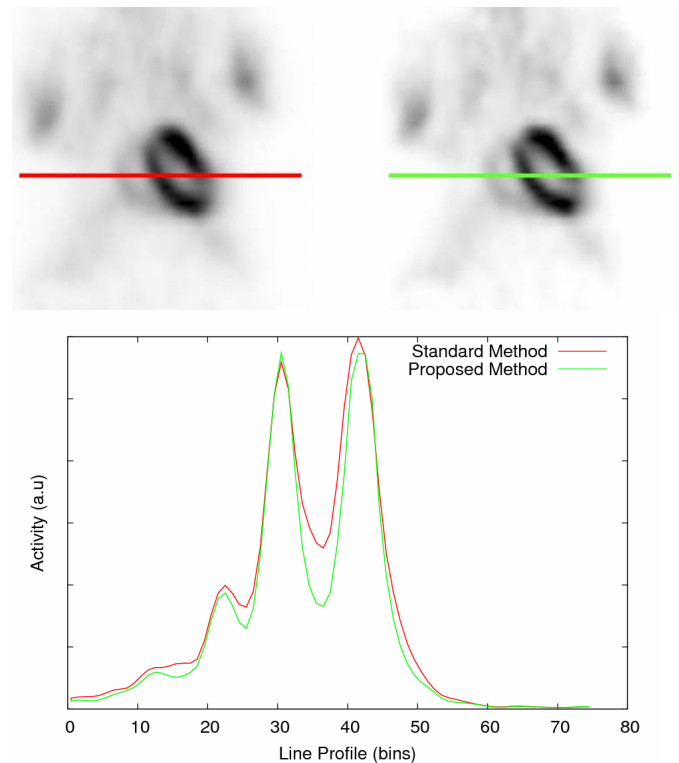 Standard Method
Proposed Method
Activity (a.u)
0 10 20 30 40 50 60 70 80
Line Profile (bins)